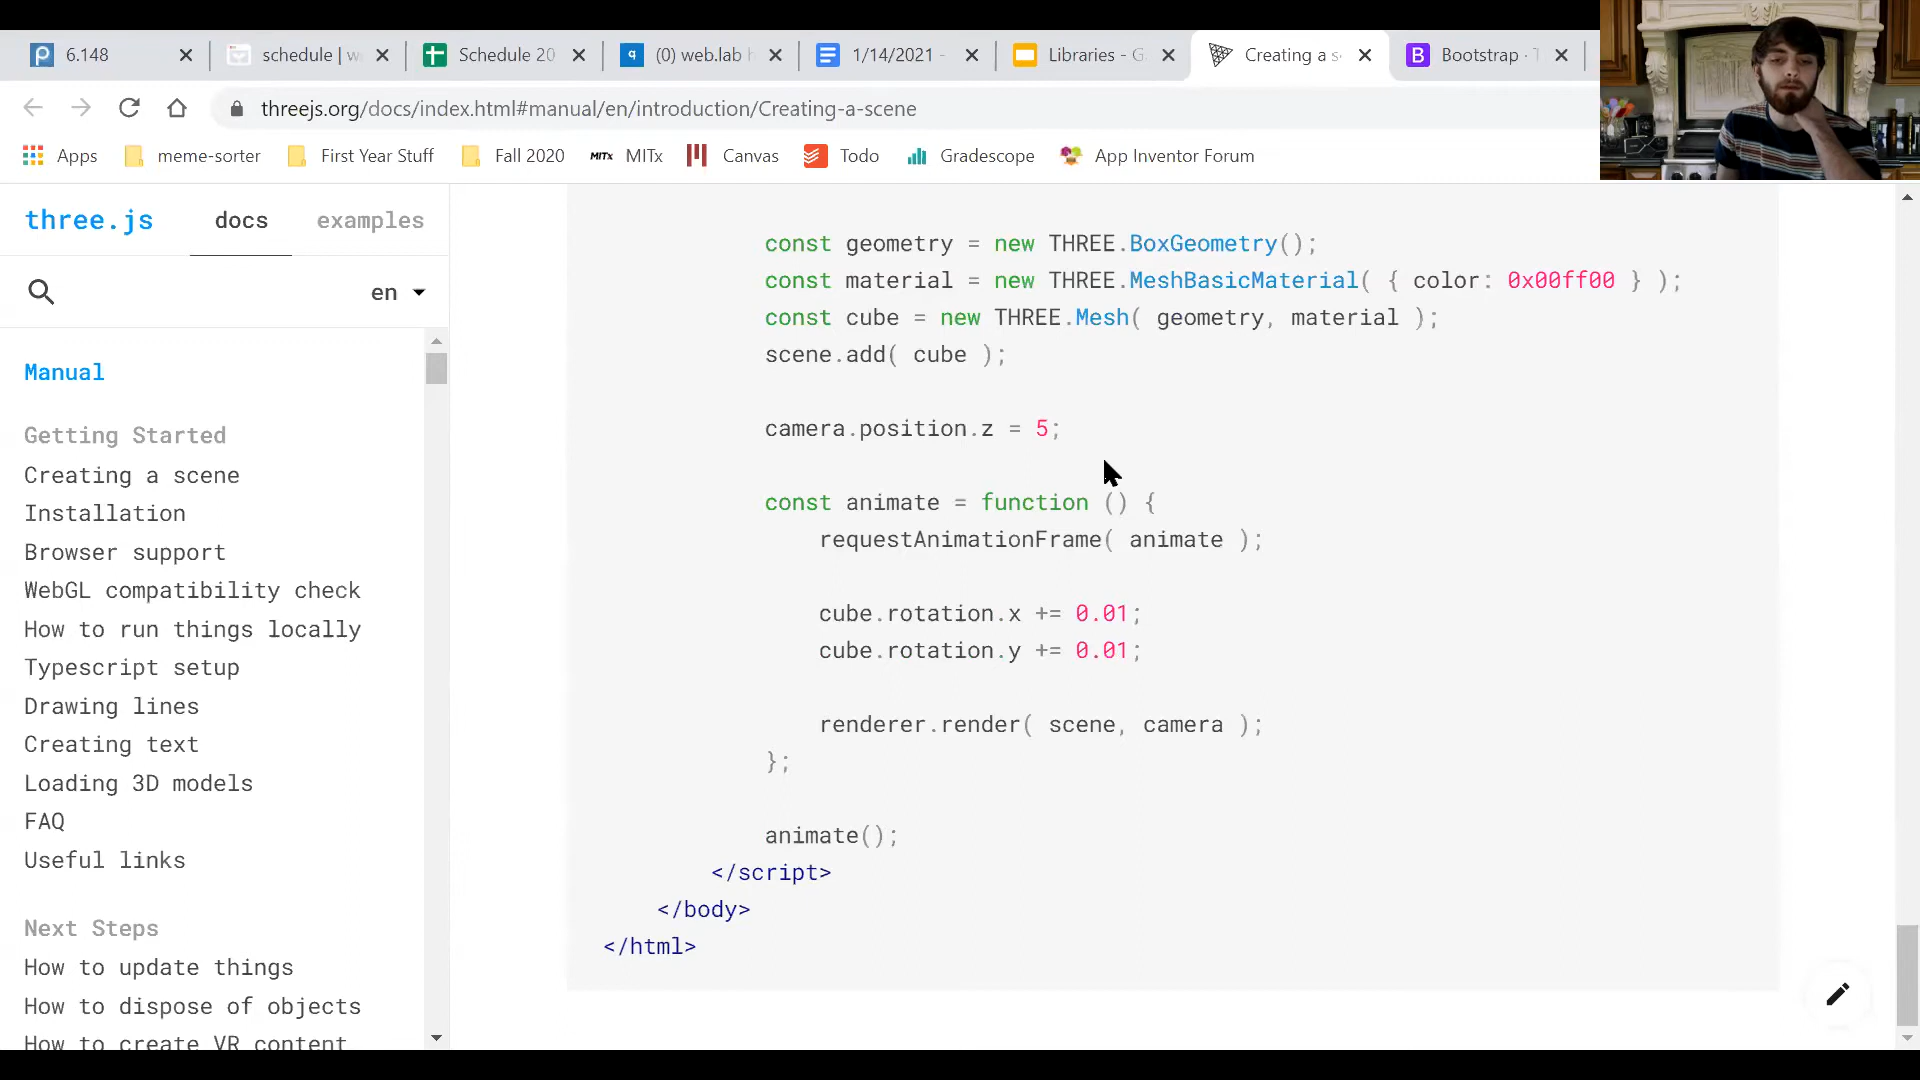 6.148
schedule | w
Schedule 20
(0) web.lab h
1/14/2021 -
Libraries - G
Creating a s
Bootstrap · T
threejs.org/docs/index.html#manual/en/introduction/Creating-a-scene
Apps
meme-sorter
First Year Stuff
Fall 2020
MITx MITx
Canvas
Todo
Gradescope
App Inventor Forum
three.js
docs
examples
en
Manual
Getting Started
Creating a scene
Installation
Browser support
WebGL compatibility check
How to run things locally
Typescript setup
Drawing lines
Creating text
Loading 3D models
FAQ
Useful links
Next Steps
How to update things
How to dispose of objects
How to create VR content
const geometry = new THREE.BoxGeometry();
const material = new THREE.MeshBasicMaterial( { color: 0x00ff00 } );
const cube = new THREE.Mesh( geometry, material );
scene.add( cube );
camera.position.z = 5;
const animate = function () {
requestAnimationFrame( animate );
cube.rotation.x += 0.01;
cube.rotation.y += 0.01;
renderer.render( scene, camera );
};
animate();
</script>
</body>
</html>